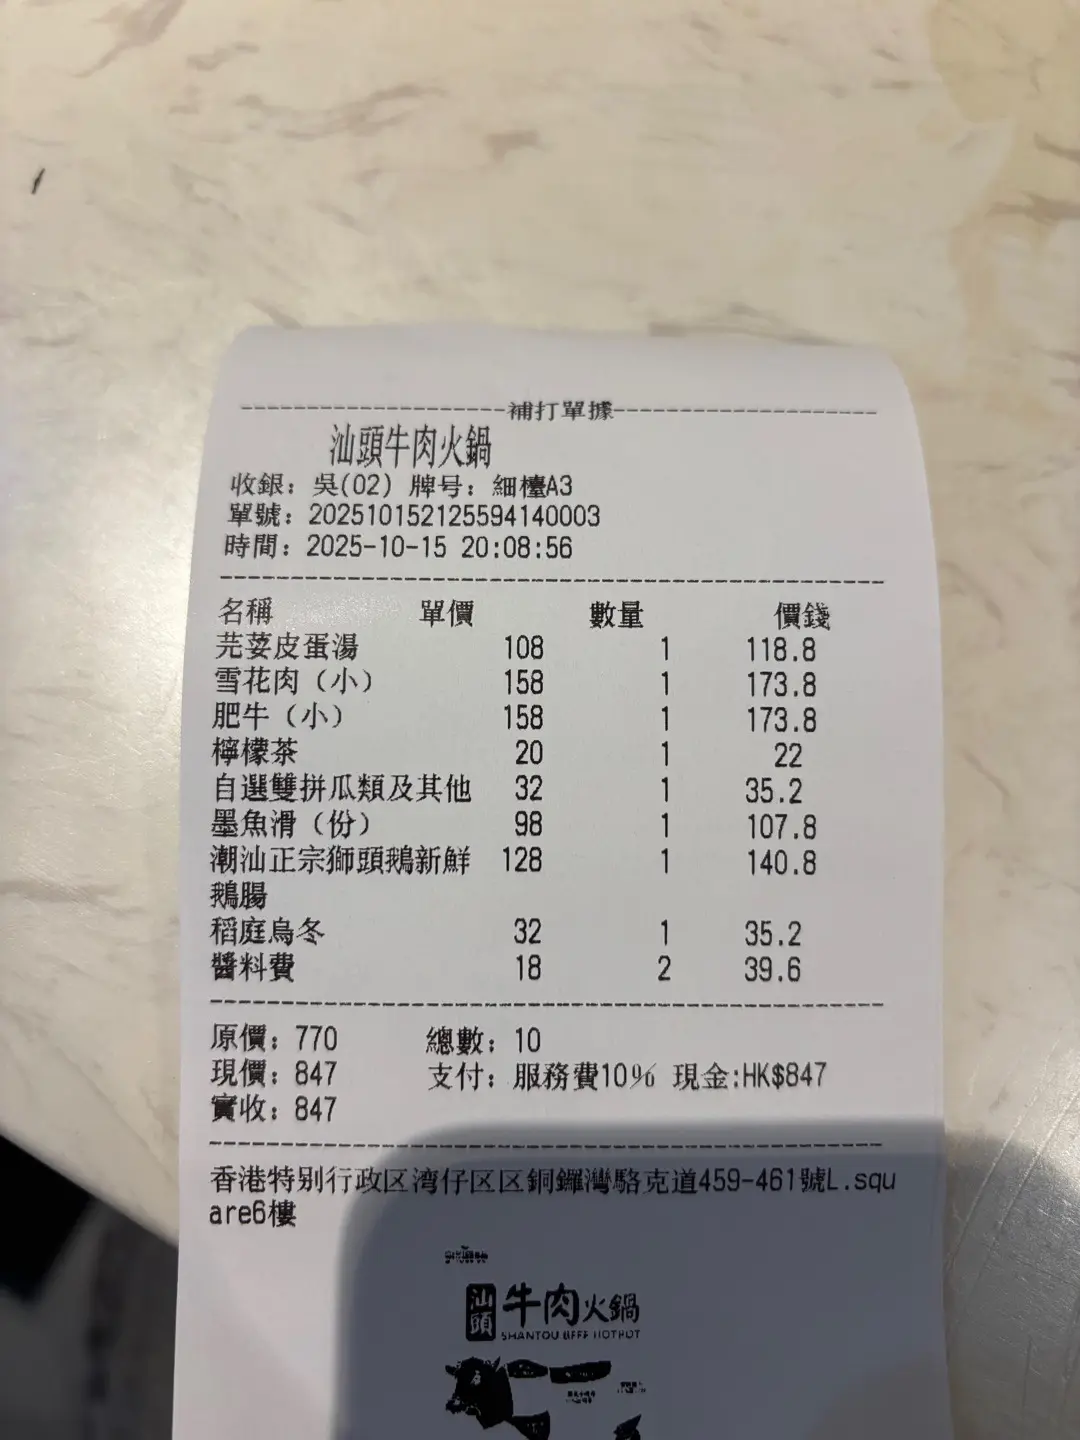 ------------------補打單據------------------
汕頭牛肉火鍋
收銀: 吳(02) 牌号: 細檯A3
單號: 202510152125594140003
時間: 2025-10-15 20:08:56
名稱 單價 數量 價錢
芫荽皮蛋湯 108 1 118.8
雪花肉（小） 158 1 173.8
肥牛（小） 158 1 173.8
檸檬茶 20 1 22
自選雙拼瓜類及其他 32 1 35.2
墨魚滑（份） 98 1 107.8
潮汕正宗獅頭鵝新鮮 128 1 140.8
鵝腸
稻庭烏冬 32 1 35.2
醬料費 18 2 39.6
原價: 770 總數: 10
現價: 847 支付: 服務費10% 現金:HK$847
實收: 847
香港特别行政区湾仔区区銅鑼灣駱克道459-461號L.squ
are6樓
汕頭 牛肉火鍋
SHANTOU BEEF HOTPOT